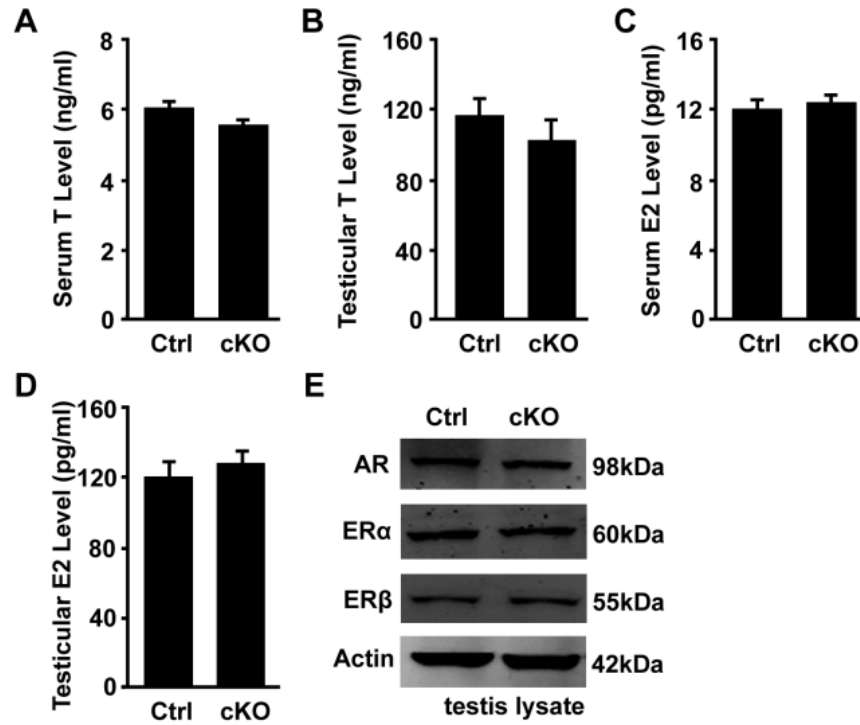 A
Serum T Level (ng/ml)
8
6
4
2
0
Ctrl cKO
B
Testicular T Level (ng/ml)
160
120
80
40
0
Ctrl cKO
C
Serum E2 Level (pg/ml)
16
12
8
4
0
Ctrl cKO
D
Testicular E2 Level (pg/ml)
160
120
80
40
0
Ctrl cKO
E
Ctrl cKO
AR 98kDa
ERα 60kDa
ERβ 55kDa
Actin 42kDa
testis lysate